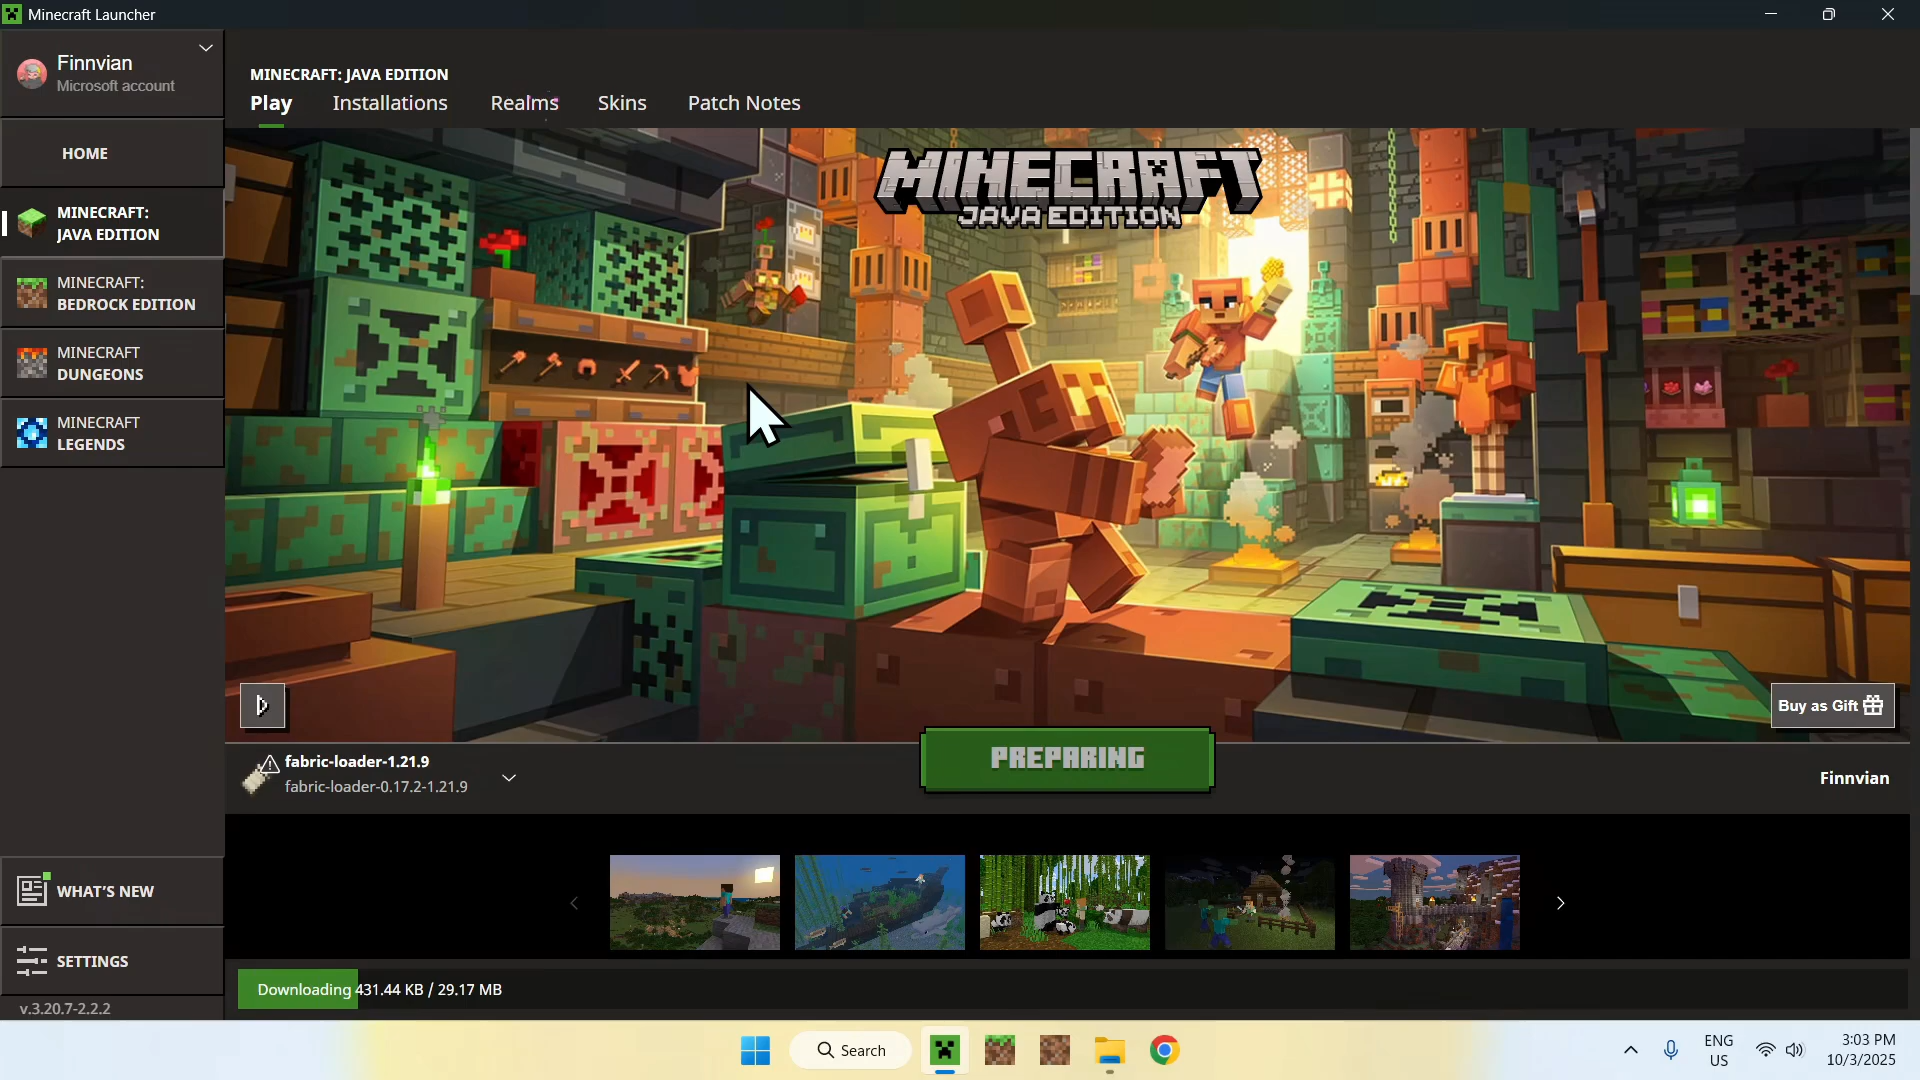 Minecraft Launcher
Finnvian
Microsoft account
HOME
MINECRAFT:
JAVA EDITION
MINECRAFT:
BEDROCK EDITION
MINECRAFT
DUNGEONS
MINECRAFT
LEGENDS
WHAT'S NEW
SETTINGS
v.3.20.7-2.2.2
MINECRAFT: JAVA EDITION
Play Installations Realms Skins Patch Notes
MINECRAFT
JAVA EDITION
Buy as Gift
fabric-loader-1.21.9
fabric-loader-0.17.2-1.21.9
PREPARING
Finnvian
Downloading 431.44 KB / 29.17 MB
Search
ENG
US
3:03 PM
10/3/2025